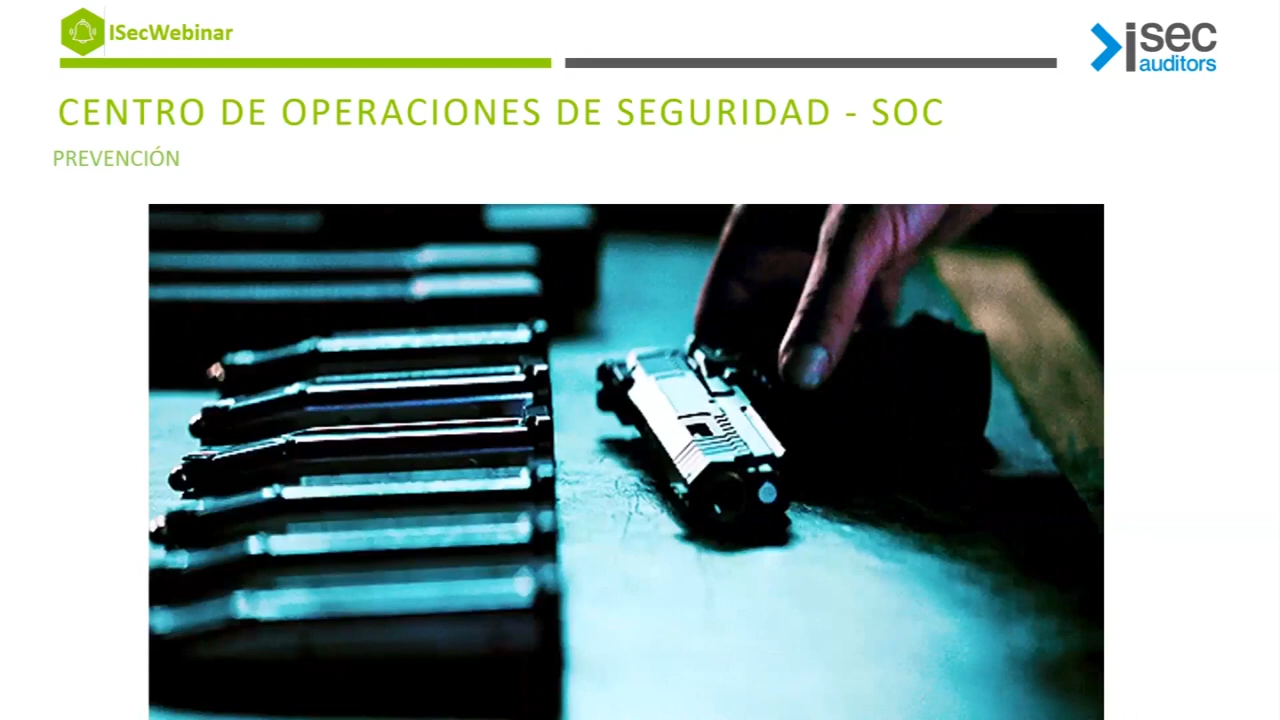 ISecWebinar
isec
auditors
CENTRO DE OPERACIONES DE SEGURIDAD - SOC
PREVENCIÓN